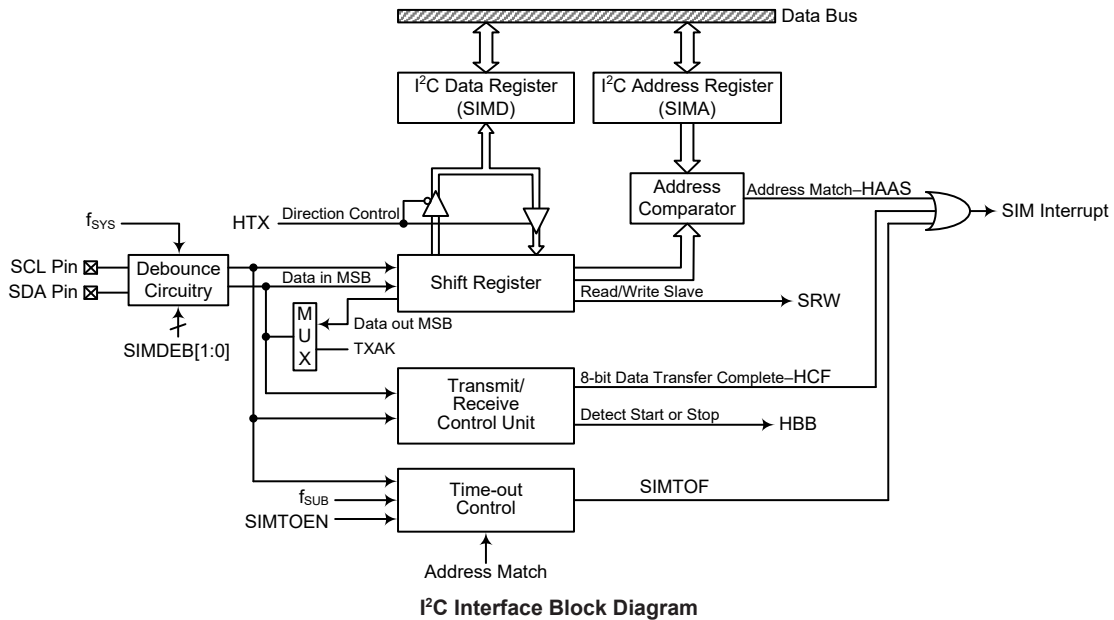 Data Bus
I²C Data Register
(SIMD)
I²C Address Register
(SIMA)
Address
Comparator
Address Match–HAAS
SIM Interrupt
HTX
Direction Control
fSYS
SCL Pin
SDA Pin
Debounce
Circuitry
SIMDEB[1:0]
Data in MSB
Shift Register
Read/Write Slave
SRW
M
U
X
Data out MSB
TXAK
Transmit/
Receive
Control Unit
8-bit Data Transfer Complete–HCF
Detect Start or Stop
HBB
Time-out
Control
fSUB
SIMTOEN
SIMTOF
Address Match
I²C Interface Block Diagram